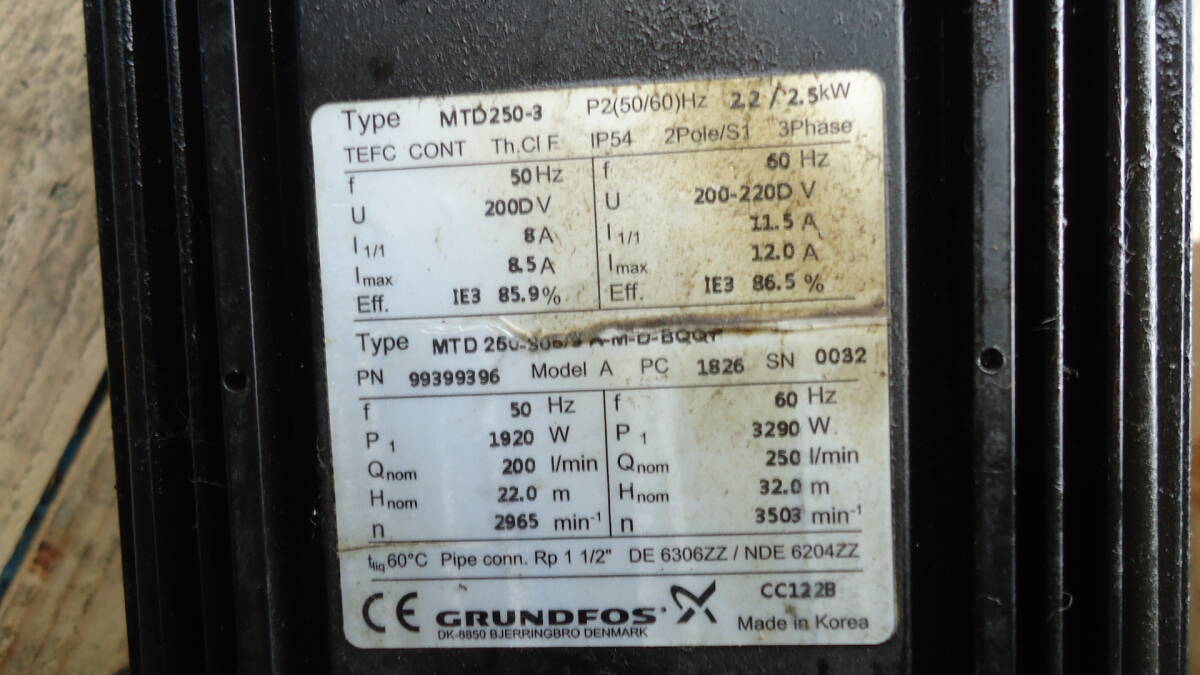 Type MTD250-3 P2(50/60)Hz 2.2/2.5kW
TEFC CONT Th.Cl F IP54 2Pole/S1 3Phase
f 50 Hz f 60 Hz
U 200D V U 200-220D V
I 1/1 8 A I 1/1 11.5 A
Imax 8.5 A Imax 12.0 A
Eff. IE3 85.9 % Eff. IE3 86.5 %
Type MTD
PN 99399396 Model A PC 1826 SN 0032
f 50 Hz f 60 Hz
P 1 1920 W P 1 3290 W
Qnom 200 l/min Qnom 250 l/min
Hnom 22.0 m Hnom 32.0 m
n 2965 min-1 n 3503 min-1
tliq 60°C Pipe conn. Rp 1 1/2" DE 6306ZZ / NDE 6204ZZ
CE GRUNDFOS CC122B
DK-8850 BJERRINGBRO DENMARK Made in Korea